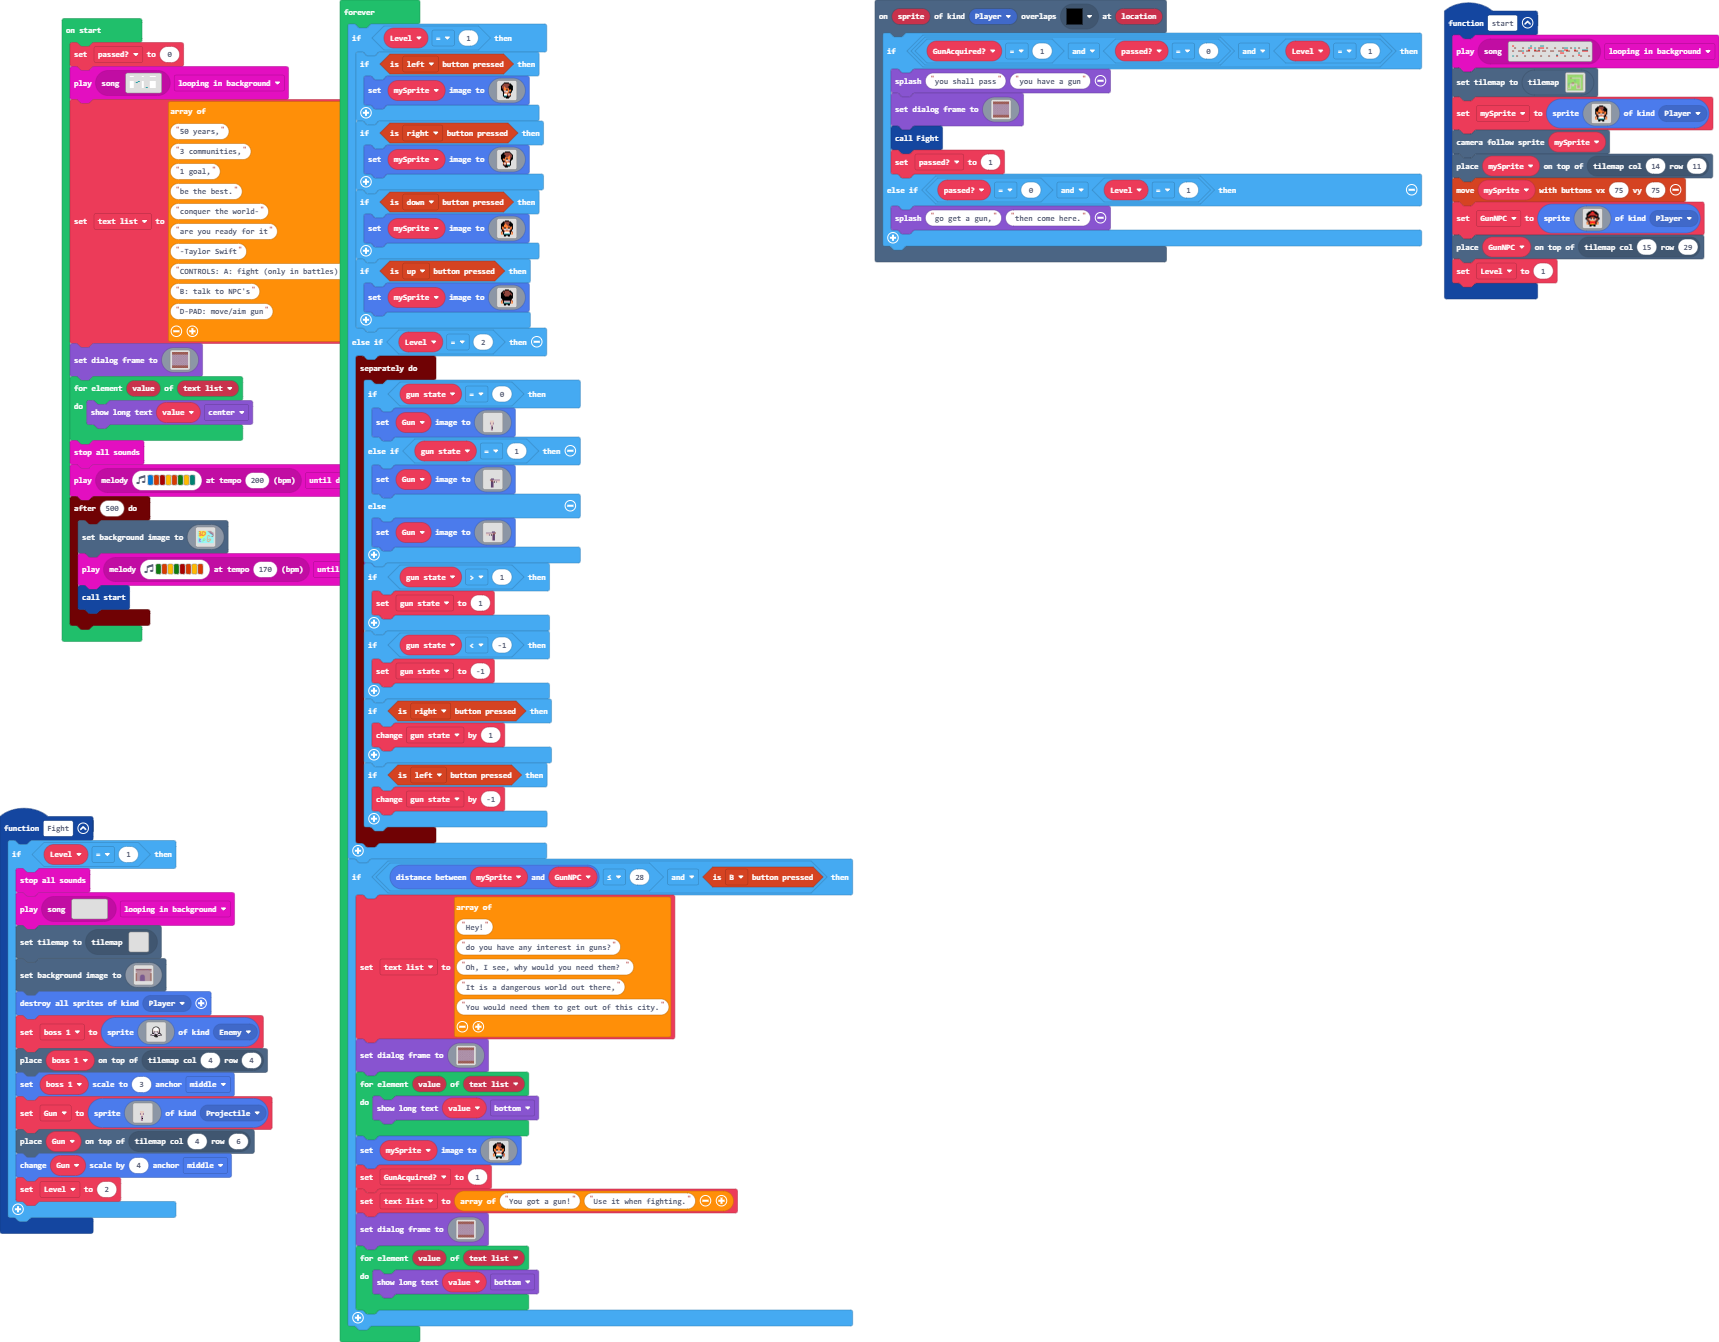 on start
set passed? to 0
play song looping in background
set text list to
array of
"50 years,"
"3 communities,"
"1 goal,"
"be the best."
"conquer the world-"
"are you ready for it"
"-Taylor Swift"
"CONTROLS: A: fight (only in battles)
"B: talk to NPC's"
"D-PAD: move/aim gun"
set dialog frame to
for element value of text list
do show long text value center
stop all sounds
play melody at tempo 200 (bpm) until d
after 500 do
set background image to
play melody at tempo 170 (bpm) until
call start
function Fight
if Level = 1 then
stop all sounds
play song looping in background
set tilemap to tilemap
set background image to
destroy all sprites of kind Player
set boss 1 to sprite of kind Enemy
place boss 1 on top of tilemap col 4 row 4
set boss 1 scale to 3 anchor middle
set Gun to sprite of kind Projectile
place Gun on top of tilemap col 4 row 6
change Gun scale by 4 anchor middle
set Level to 2
forever
if Level = 1 then
if is left button pressed then
set mySprite image to
if is right button pressed then
set mySprite image to
if is down button pressed then
set mySprite image to
if is up button pressed then
set mySprite image to
else if Level = 2 then
separately do
if gun state = 0 then
set Gun image to
else if gun state = 1 then
set Gun image to
else
set Gun image to
if gun state > 1 then
set gun state to 1
if gun state < -1 then
set gun state to -1
if is right button pressed then
change gun state by 1
if is left button pressed then
change gun state by -1
if distance between mySprite and GunNPC ≤ 28 and is B button pressed then
set text list to
array of
"Hey!"
"do you have any interest in guns?"
"Oh, I see, why would you need them? "
"It is a dangerous world out there,"
"You would need them to get out of this city."
set dialog frame to
for element value of text list
do show long text value bottom
set mySprite image to
set GunAcquired? to 1
set text list to array of "You got a gun!" "Use it when fighting."
set dialog frame to
for element value of text list
do show long text value bottom
on sprite of kind Player overlaps at location
if GunAcquired? = 1 and passed? = 0 and Level = 1 then
splash "you shall pass" "you have a gun"
set dialog frame to
call Fight
set passed? to 1
else if passed? = 0 and Level = 1 then
splash "go get a gun," "then come here."
function start
play song looping in background
set tilemap to tilemap
set mySprite to sprite of kind Player
camera follow sprite mySprite
place mySprite on top of tilemap col 14 row 11
move mySprite with buttons vx 75 vy 75
set GunNPC to sprite of kind Player
place GunNPC on top of tilemap col 15 row 29
set Level to 1